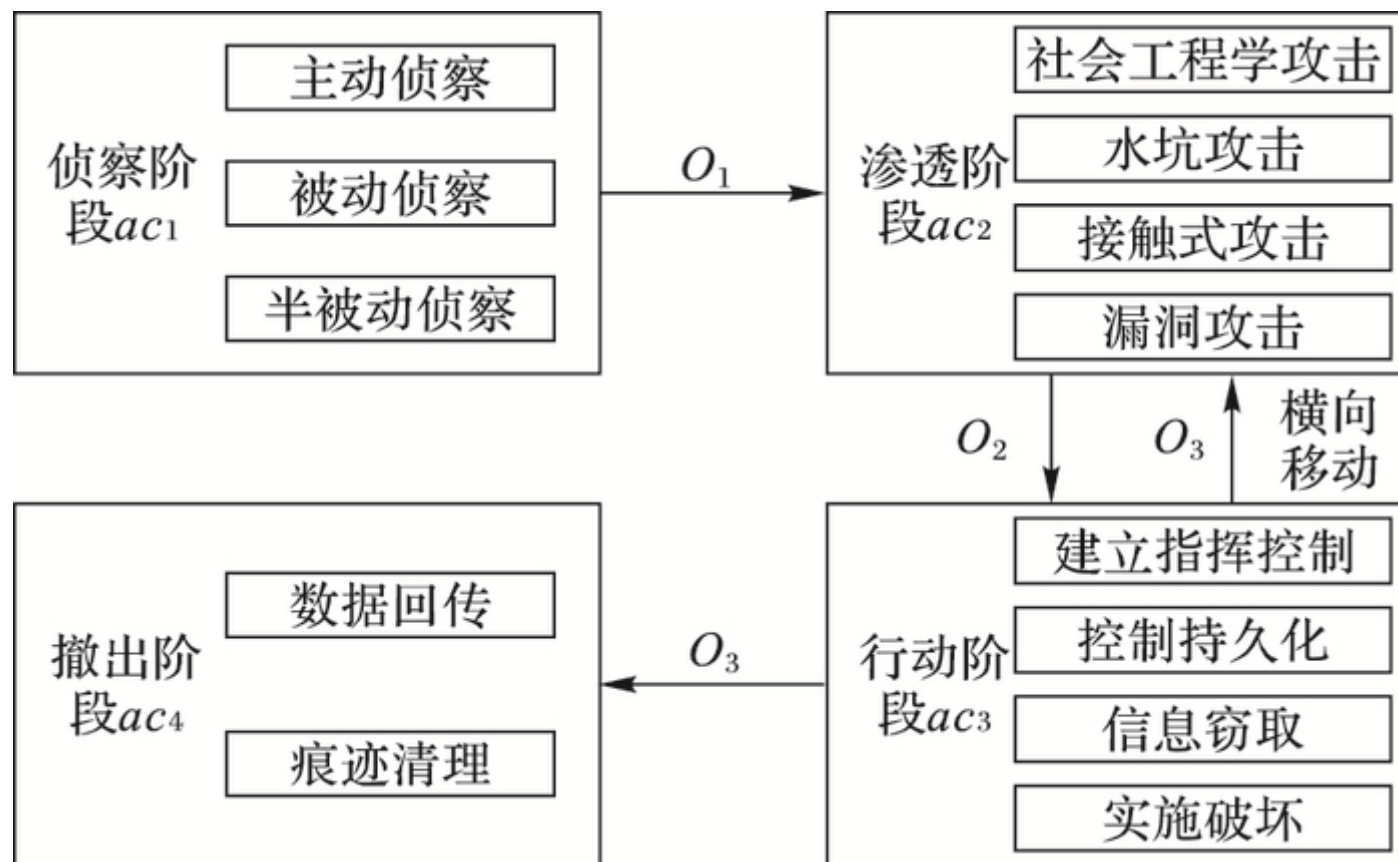 侦察阶
段ac1
主动侦察
被动侦察
半被动侦察
O1
渗透阶
段ac2
社会工程学攻击
水坑攻击
接触式攻击
漏洞攻击
O2
O3
横向
移动
行动阶
段ac3
建立指挥控制
控制持久化
信息窃取
实施破坏
O3
撤出阶
段ac4
数据回传
痕迹清理